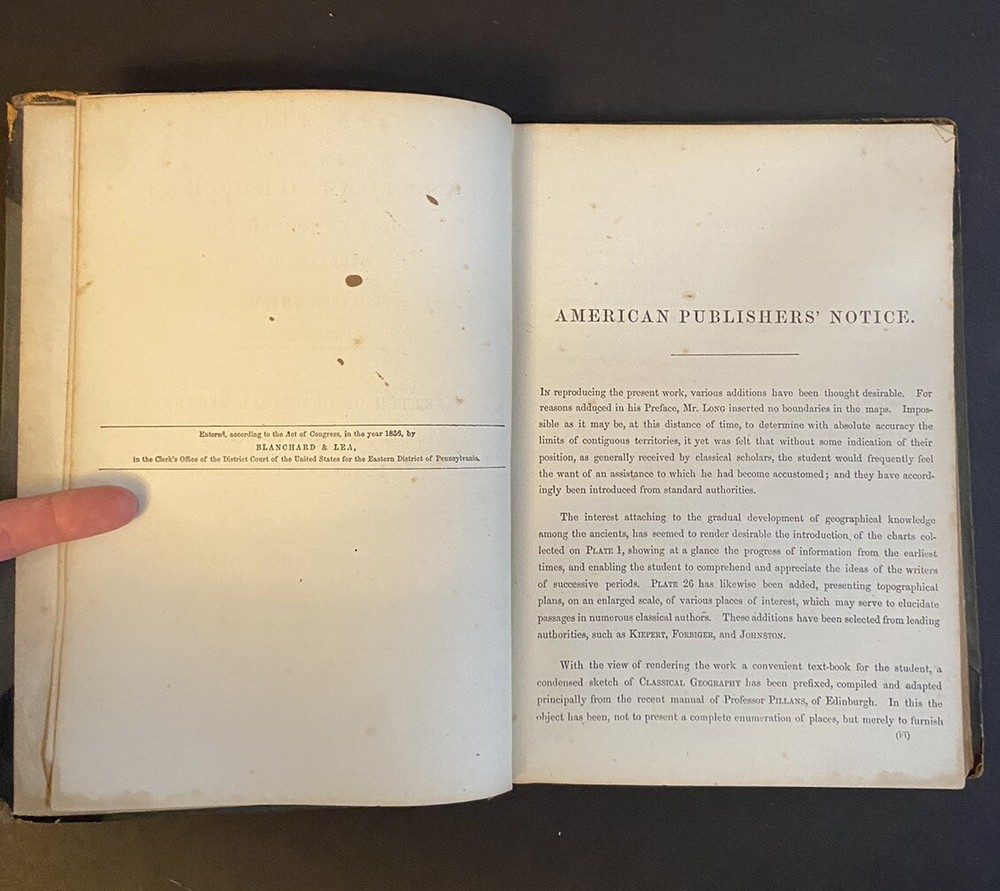 Entered, according to the Act of Congress, in the year 1856, by
BLANCHARD & LEA,
in the Clerk's Office of the District Court of the United States for the Eastern District of Pennsylvania.
AMERICAN PUBLISHERS' NOTICE.
IN reproducing the present work, various additions have been thought desirable. For
reasons adduced in his Preface, Mr. LONG inserted no boundaries in the maps. Impos-
sible as it may be, at this distance of time, to determine with absolute accuracy the
limits of contiguous territories, it yet was felt that without some indication of their
position, as generally received by classical scholars, the student would frequently feel
the want of an assistance to which he had become accustomed; and they have accord-
ingly been introduced from standard authorities.
The interest attaching to the gradual development of geographical knowledge
among the ancients, has seemed to render desirable the introduction of the charts col-
lected on PLATE 1, showing at a glance the progress of information from the earliest
times, and enabling the student to comprehend and appreciate the ideas of the writers
of successive periods. PLATE 26 has likewise been added, presenting topographical
plans, on an enlarged scale, of various places of interest, which may serve to elucidate
passages in numerous classical authors. These additions have been selected from leading
authorities, such as KIEPERT, FORBIGER, and JOHNSTON.
With the view of rendering the work a convenient text-book for the student, a
condensed sketch of CLASSICAL GEOGRAPHY has been prefixed, compiled and adapted
principally from the recent manual of Professor PILLANS, of Edinburgh. In this the
object has been, not to present a complete enumeration of places, but merely to furnish